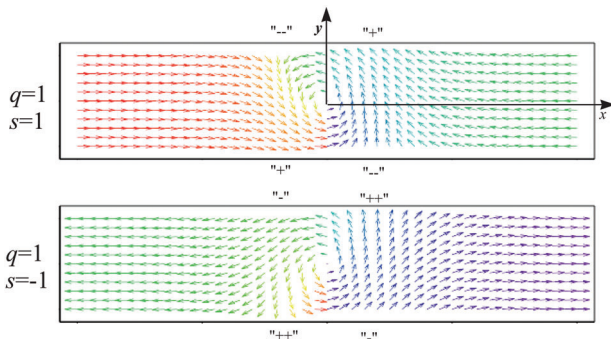 "--" y "+"
q=1
s=1
x
"+" "--"
"-" "++"
q=1
s=-1
"++" "-"